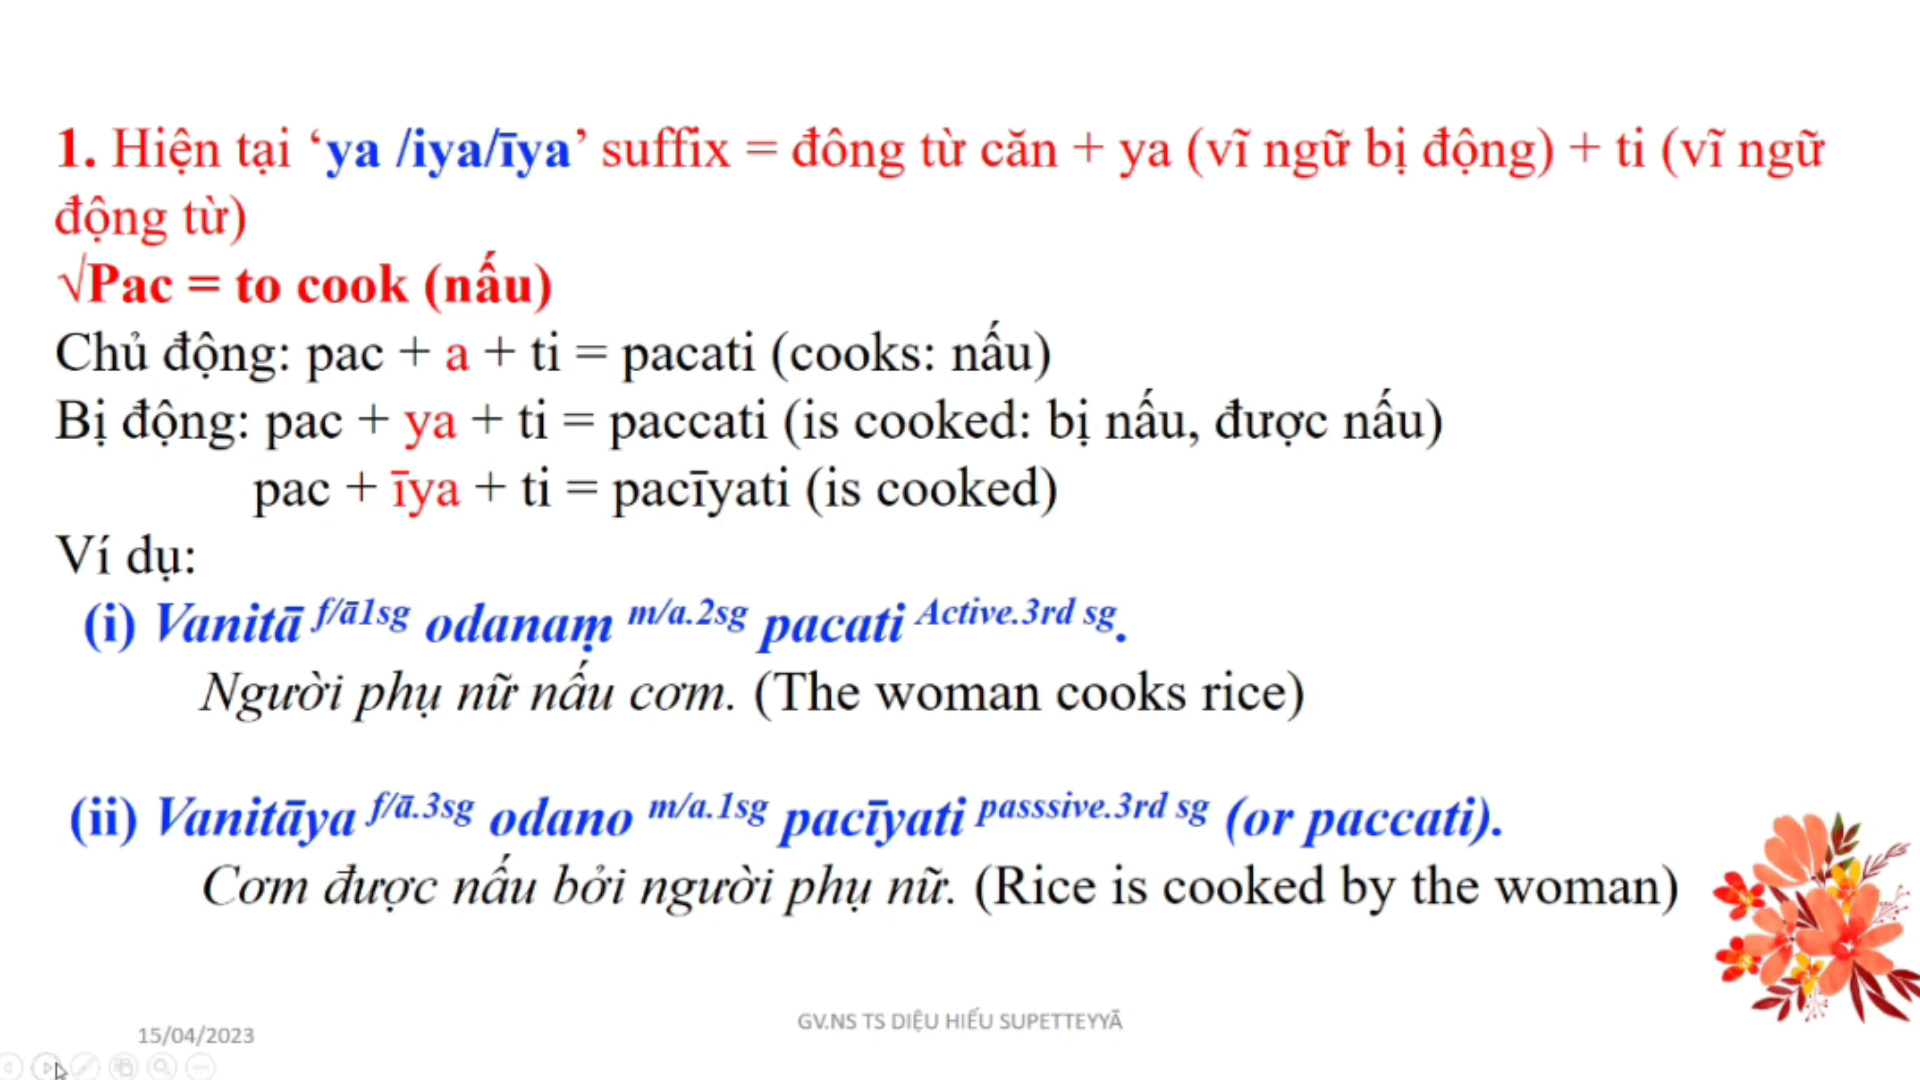 1. Hiện tại ‘ya /iya/īya’ suffix = đông từ căn + ya (vĩ ngữ bị động) + ti (vĩ ngữ
động từ)
√Pac = to cook (nấu)
Chủ động: pac + a + ti = pacati (cooks: nấu)
Bị động: pac + ya + ti = paccati (is cooked: bị nấu, được nấu)
pac + īya + ti = pacīyati (is cooked)
Ví dụ:
(i) Vanitā f/ā1sg odanaṃ m/a.2sg pacati Active.3rd sg.
Người phụ nữ nấu cơm. (The woman cooks rice)
(ii) Vanitāya f/ā.3sg odano m/a.1sg pacīyati passsive.3rd sg (or paccati).
Cơm được nấu bởi người phụ nữ. (Rice is cooked by the woman)
GV.NS TS DIỆU HIẾU SUPETTEYYĀ
15/04/2023